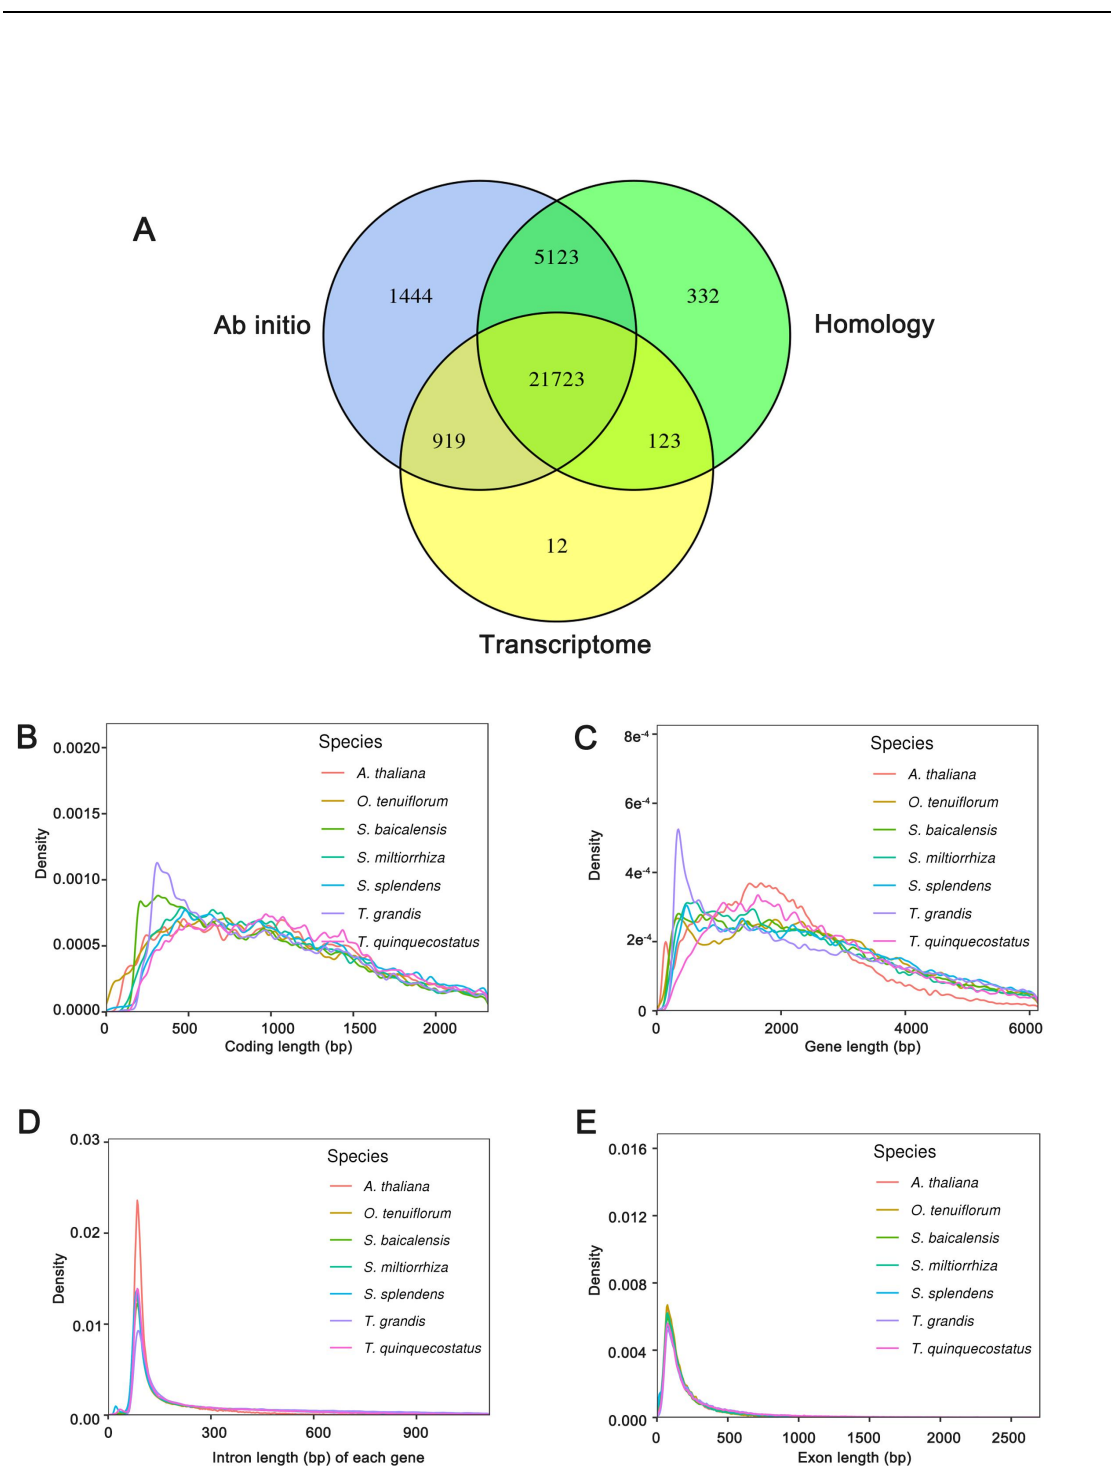 A
5123
1444
332
Ab initio
Homology
21723
919
123
12
Transcriptome
B
Species
0.0020
0.0015
0.0010
0.0005
0.0000
Density
A. thaliana
O. tenuiflorum
S. baicalensis
S. miltiorrhiza
S. splendens
T. grandis
T. quinquecostatus
0 500 1000 1500 2000
Coding length (bp)
C
Species
8e-4
6e-4
4e-4
2e-4
0
Density
A. thaliana
O. tenuiflorum
S. baicalensis
S. miltiorrhiza
S. splendens
T. grandis
T. quinquecostatus
0 2000 4000 6000
Gene length (bp)
D
Species
0.03
0.02
0.01
0.00
Density
A. thaliana
O. tenuiflorum
S. baicalensis
S. miltiorrhiza
S. splendens
T. grandis
T. quinquecostatus
0 300 600 900
Intron length (bp) of each gene
E
Species
0.016
0.012
0.008
0.004
0.000
Density
A. thaliana
O. tenuiflorum
S. baicalensis
S. miltiorrhiza
S. splendens
T. grandis
T. quinquecostatus
0 500 1000 1500 2000 2500
Exon length (bp)